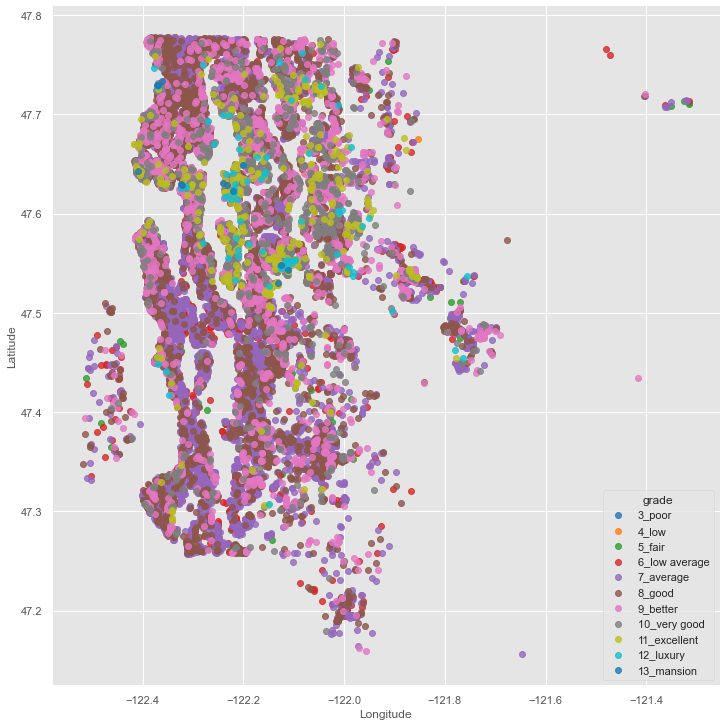 47.8
47.7
47.6
47.5
47.4
47.3
47.2
Latitude
−122.4
−122.2
−122.0
−121.8
−121.6
−121.4
Longitude
grade
3_poor
4_low
5_fair
6_low average
7_average
8_good
9_better
10_very good
11_excellent
12_luxury
13_mansion